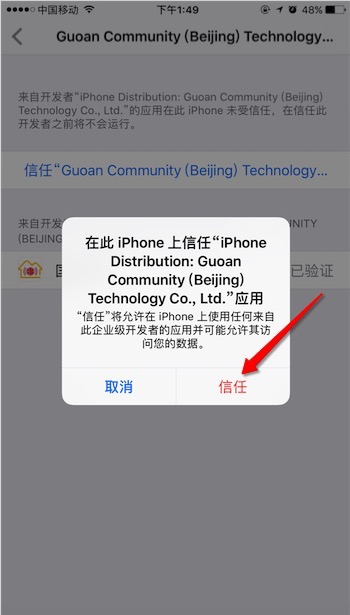 中国移动 下午1:49 48%
Guoan Community (Beijing) Technology...
来自开发者“iPhone Distribution: Guoan Community (Beijing)
Technology Co., Ltd.”的应用在此 iPhone 未受信任，在信任此
开发者之前将不会运行。
信任“Guoan Community (Beijing) Technology...
来自开发
(BEIJING
在此 iPhone 上信任“iPhone
Distribution: Guoan
Community (Beijing)
Technology Co., Ltd.”应用
“信任”将允许在 iPhone 上使用任何来自
此企业级开发者的应用并可能允许其访
问您的数据。
已验证
取消 信任